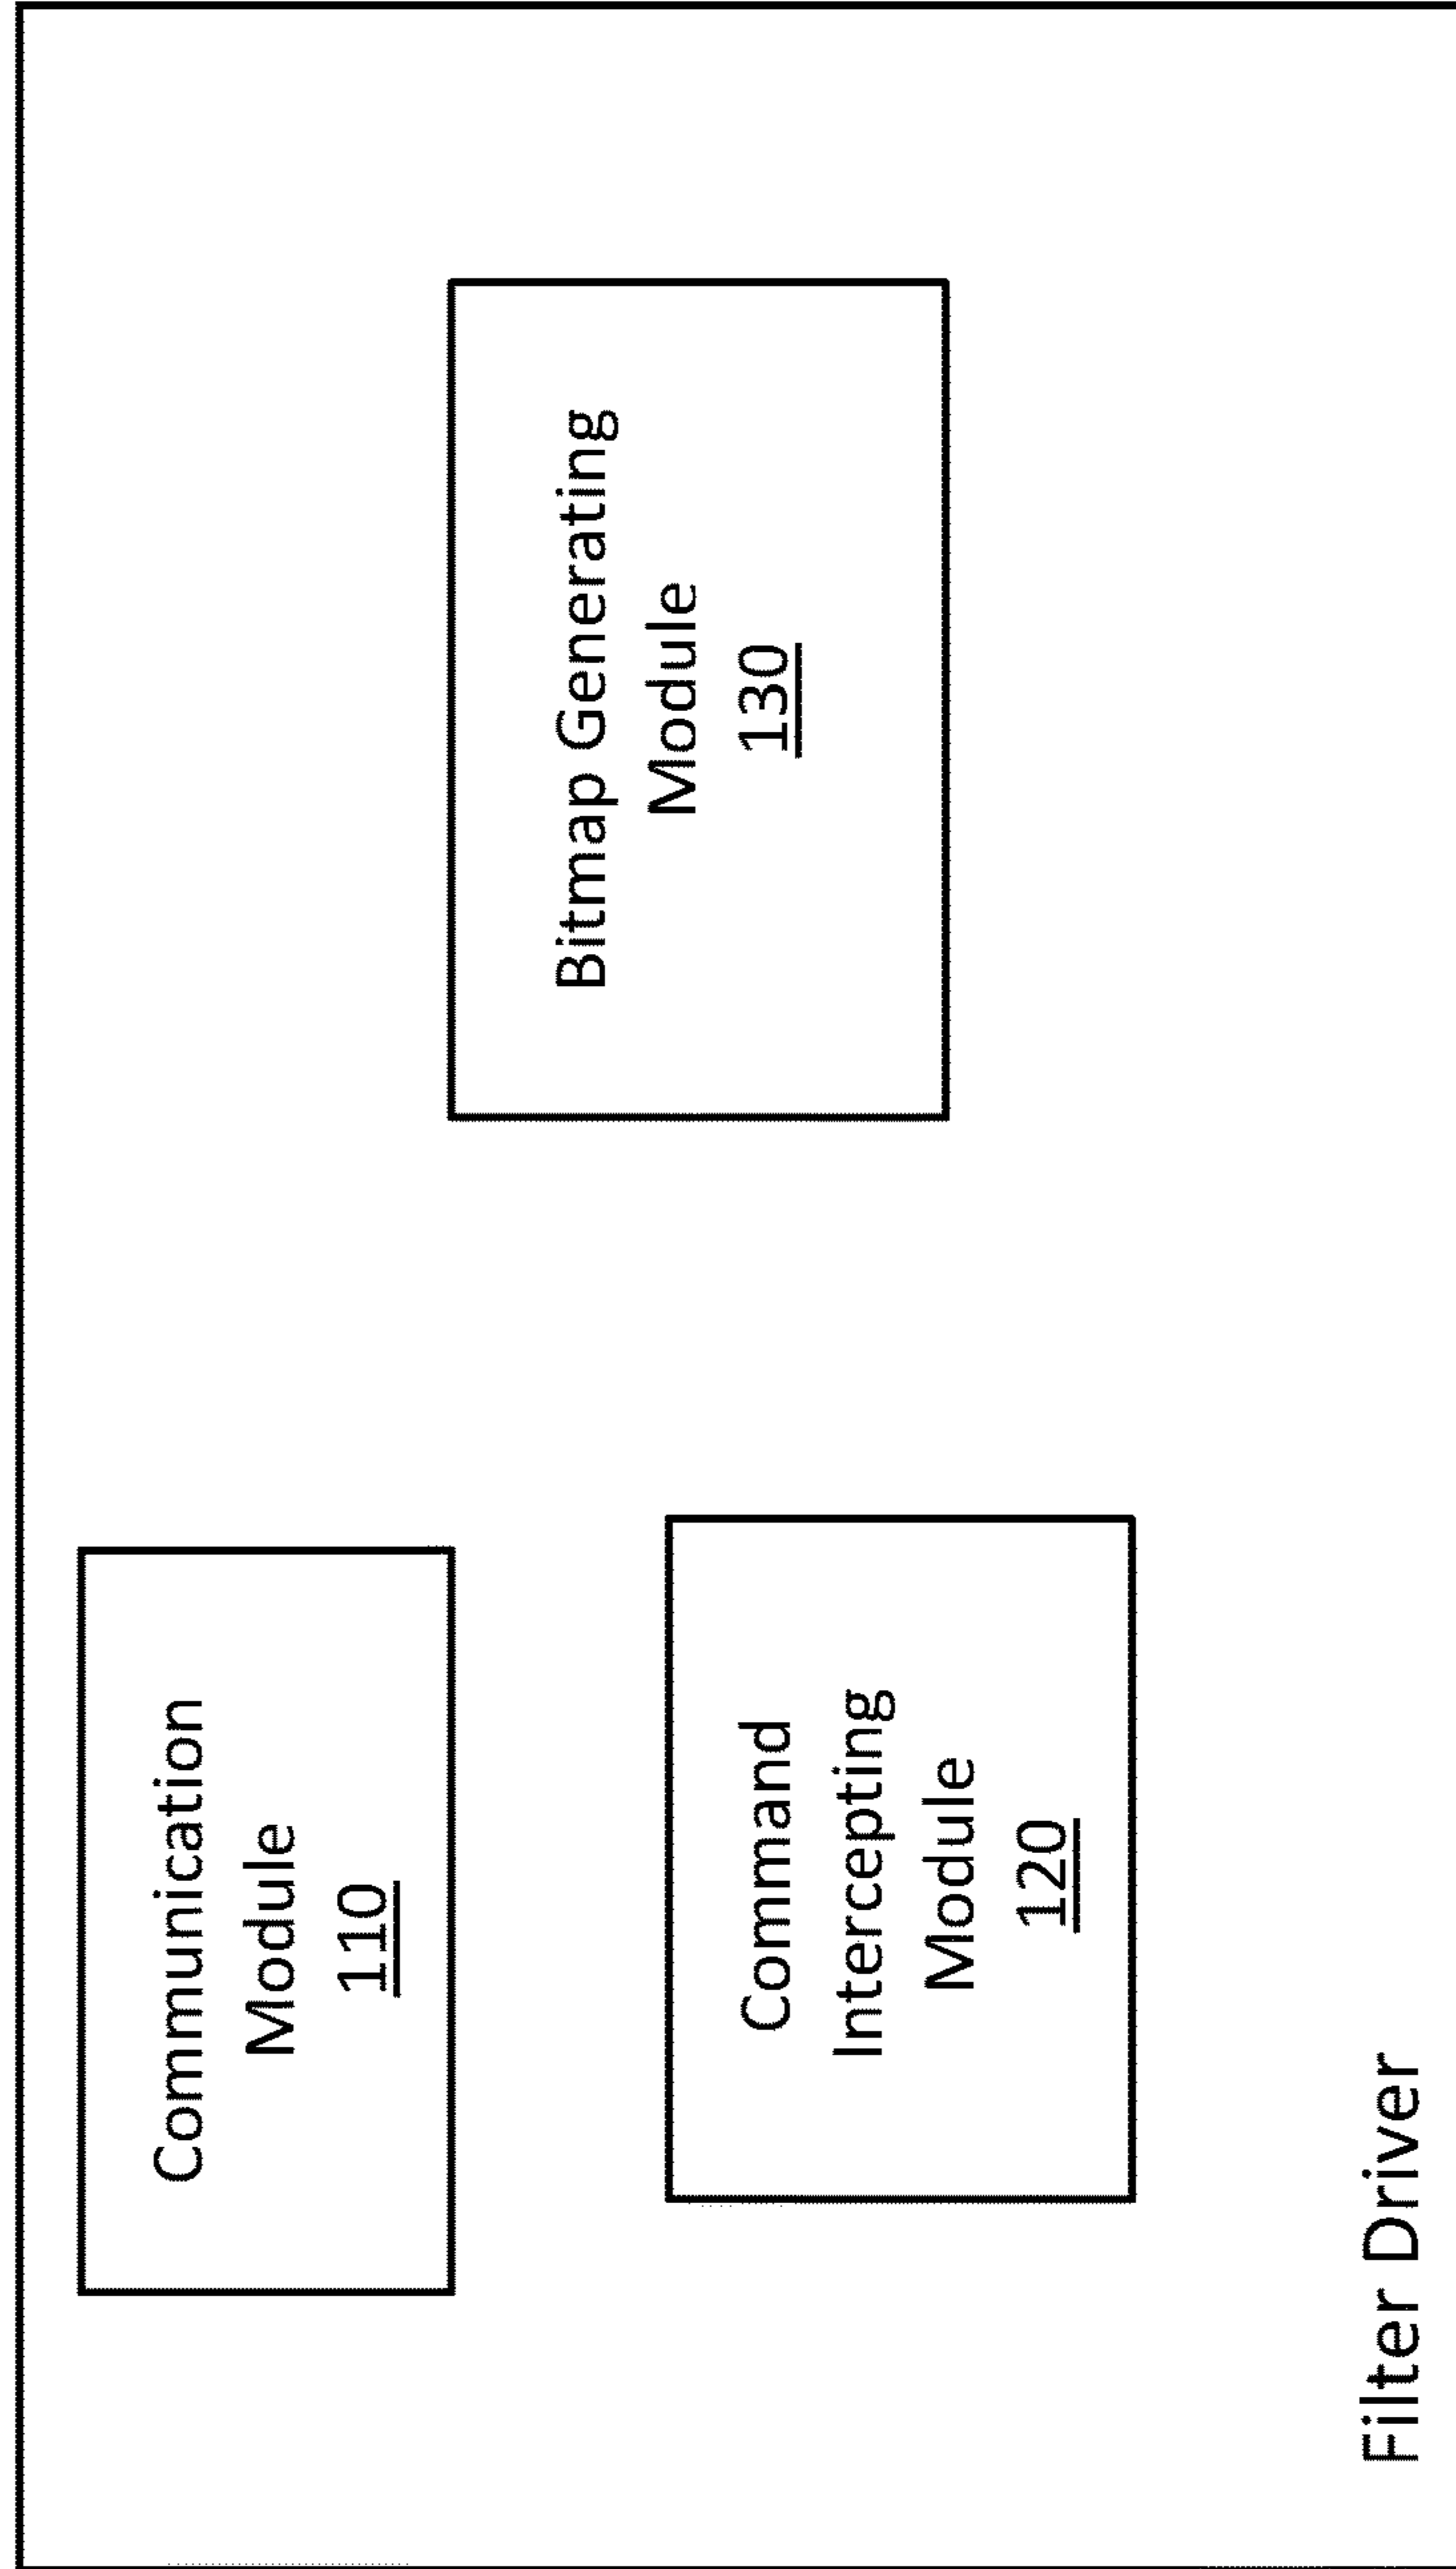 Communication
Module
110
Command
Intercepting
Module
120
Bitmap Generating
Module
130
Filter Driver